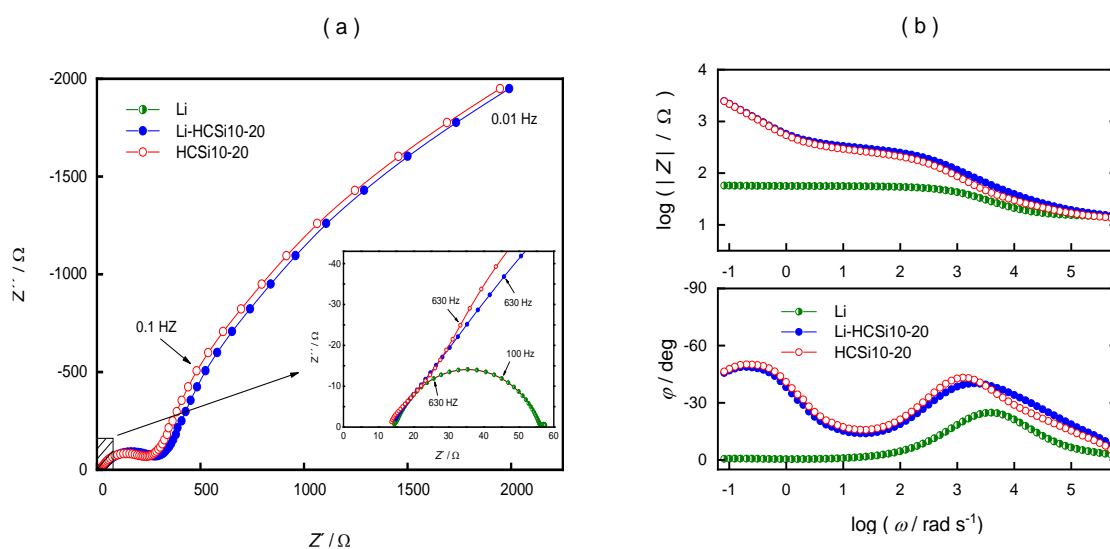 ( a )
-2000
-1500
-1000
-500
0
Z´´ / Ω
Li
Li-HCSi10-20
HCSi10-20
0.01 Hz
0.1 HZ
0
500
1000
1500
2000
Z´ / Ω
-40
-30
-20
-10
0
Z´´ / Ω
630 Hz
630 Hz
100 Hz
630 HZ
0
10
20
30
40
50
60
Z´ / Ω
( b )
4
3
2
1
log ( |Z| / Ω )
-1
0
1
2
3
4
5
-90
-60
-30
0
φ / deg
Li
Li-HCSi10-20
HCSi10-20
-1
0
1
2
3
4
5
log ( ω / rad s⁻¹)